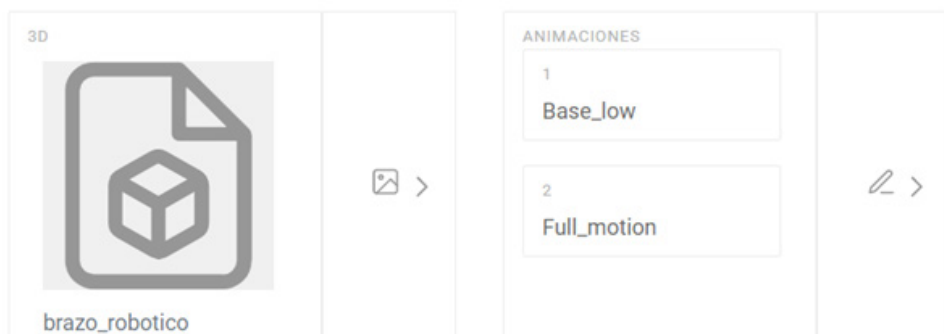 3D
brazo_robotico
ANIMACIONES
1
Base_low
2
Full_motion